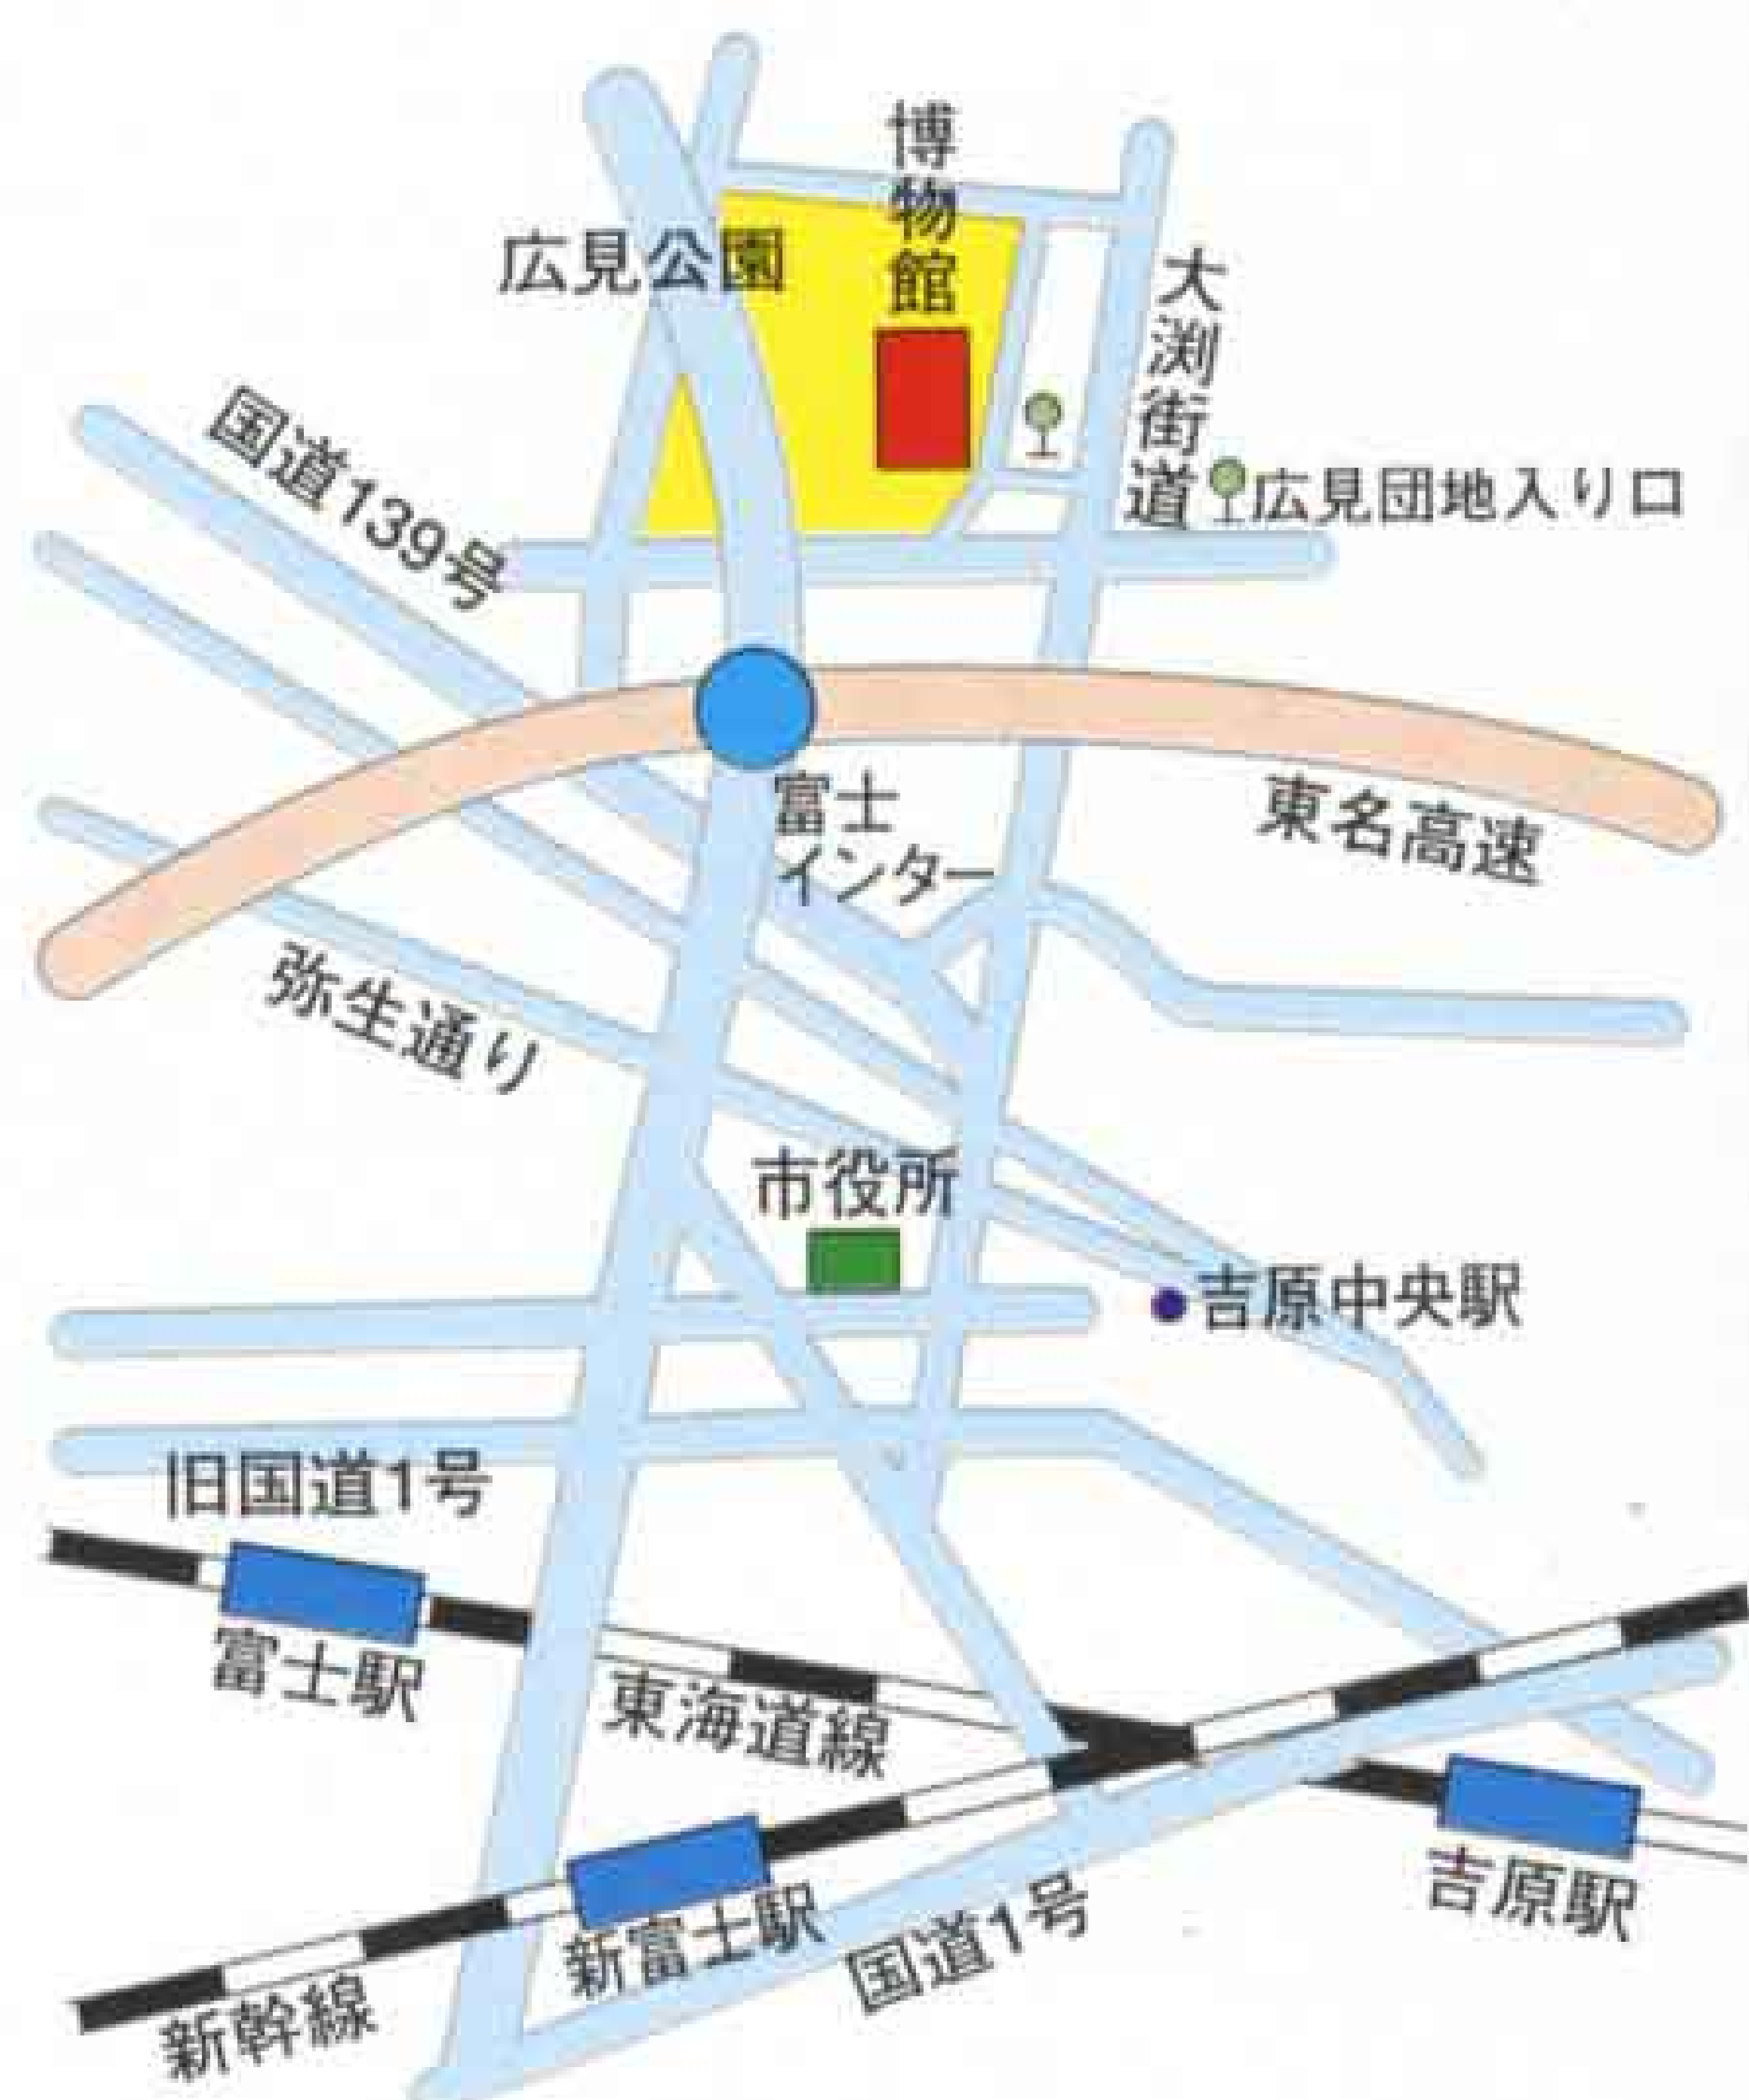 博物館
広見公園
大渕街道
国道139号
広見団地入り口
富士
インター
東名高速
弥生通り
市役所
吉原中央駅
旧国道1号
富士駅
東海道線
吉原駅
新富士駅
国道1号
新幹線